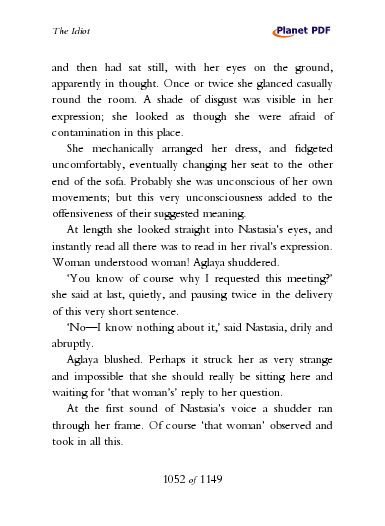 The Idiot
Planet PDF
and then had sat still, with her eyes on the ground,
apparently in thought. Once or twice she glanced casually
round the room. A shade of disgust was visible in her
expression; she looked as though she were afraid of
contamination in this place.
She mechanically arranged her dress, and fidgeted
uncomfortably, eventually changing her seat to the other
end of the sofa. Probably she was unconscious of her own
movements; but this very unconsciousness added to the
offensiveness of their suggested meaning.
At length she looked straight into Nastasia's eyes, and
instantly read all there was to read in her rival's expression.
Woman understood woman! Aglaya shuddered.
'You know of course why I requested this meeting?'
she said at last, quietly, and pausing twice in the delivery
of this very short sentence.
'No—I know nothing about it,' said Nastasia, drily and
abruptly.
Aglaya blushed. Perhaps it struck her as very strange
and impossible that she should really be sitting here and
waiting for 'that woman's' reply to her question.
At the first sound of Nastasia's voice a shudder ran
through her frame. Of course 'that woman' observed and
took in all this.
1052 of 1149